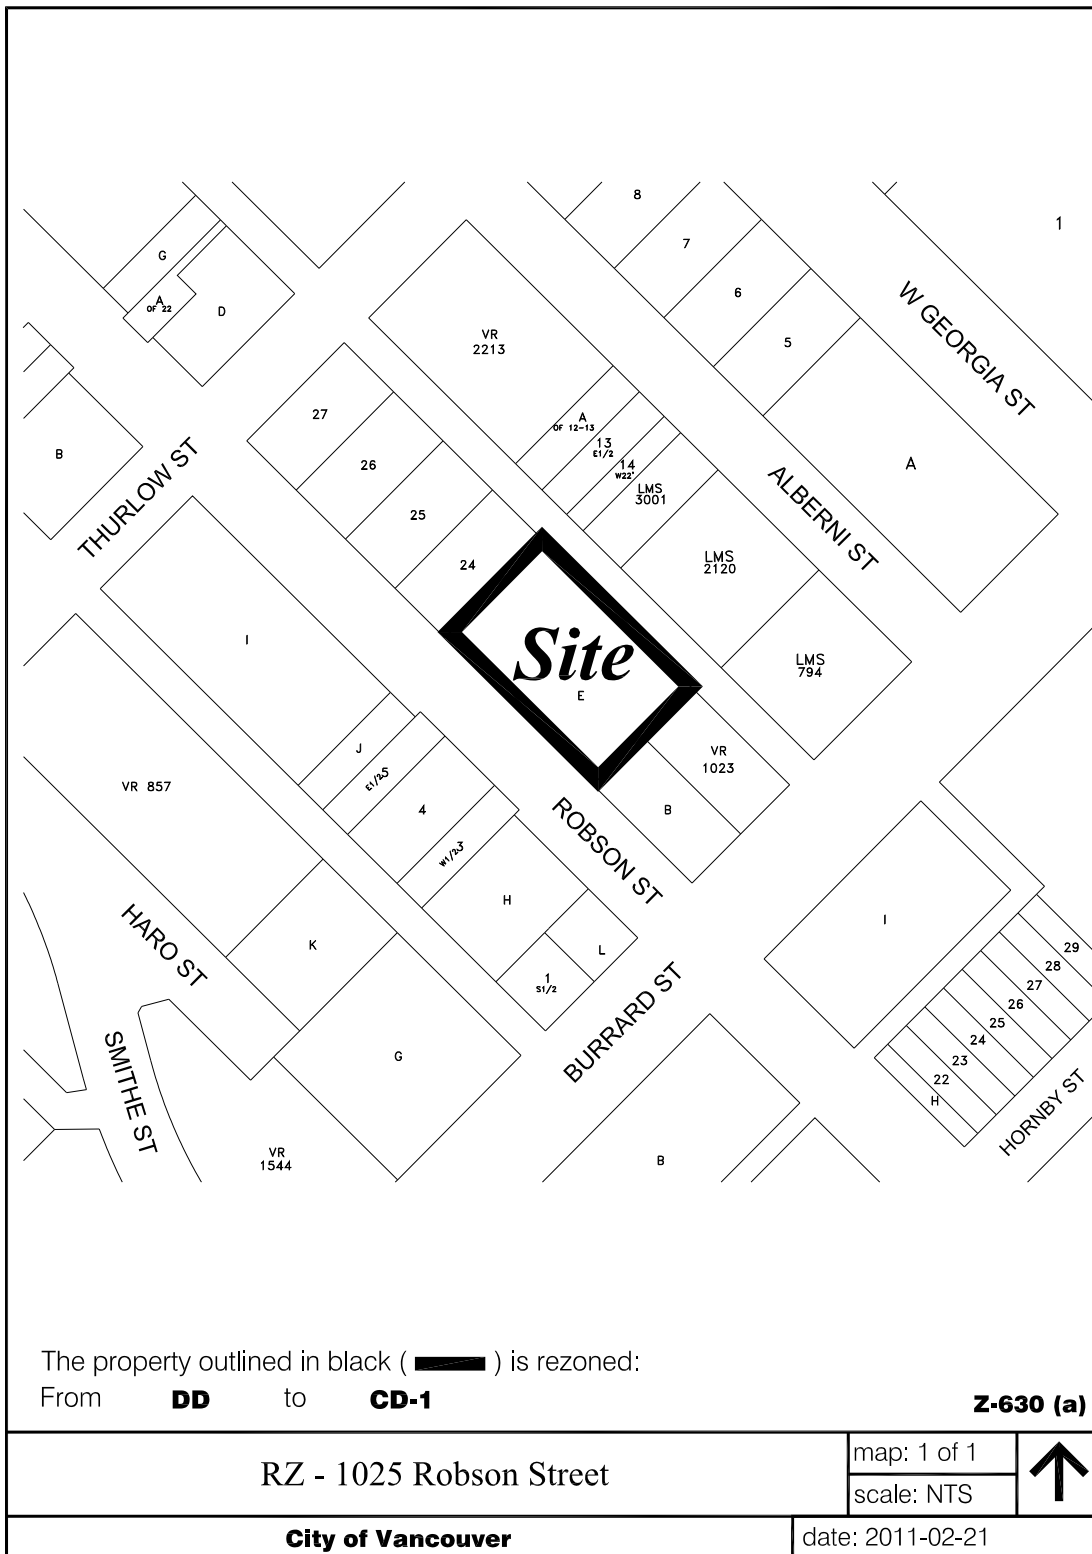 8
1
7
G
6
A
OF 22
D
W GEORGIA ST
VR
2213
5
27
A
OF 12-13
13
E1/2
B
26
14
W22'
A
THURLOW ST
LMS
3001
ALBERNI ST
25
LMS
2120
24
I
Site
E
LMS
794
J
VR
1023
E1/2 5
VR 857
4
B
ROBSON ST
W1/2 3
H
I
HARO ST
K
L
29
1
S1/2
28
27
BURRARD ST
26
25
SMITHE ST
G
24
23
22
H
HORNBY ST
VR
1544
B
The property outlined in black ( ) is rezoned:
From DD to CD-1
Z-630 (a)
RZ - 1025 Robson Street
map: 1 of 1
scale: NTS
City of Vancouver
date: 2011-02-21